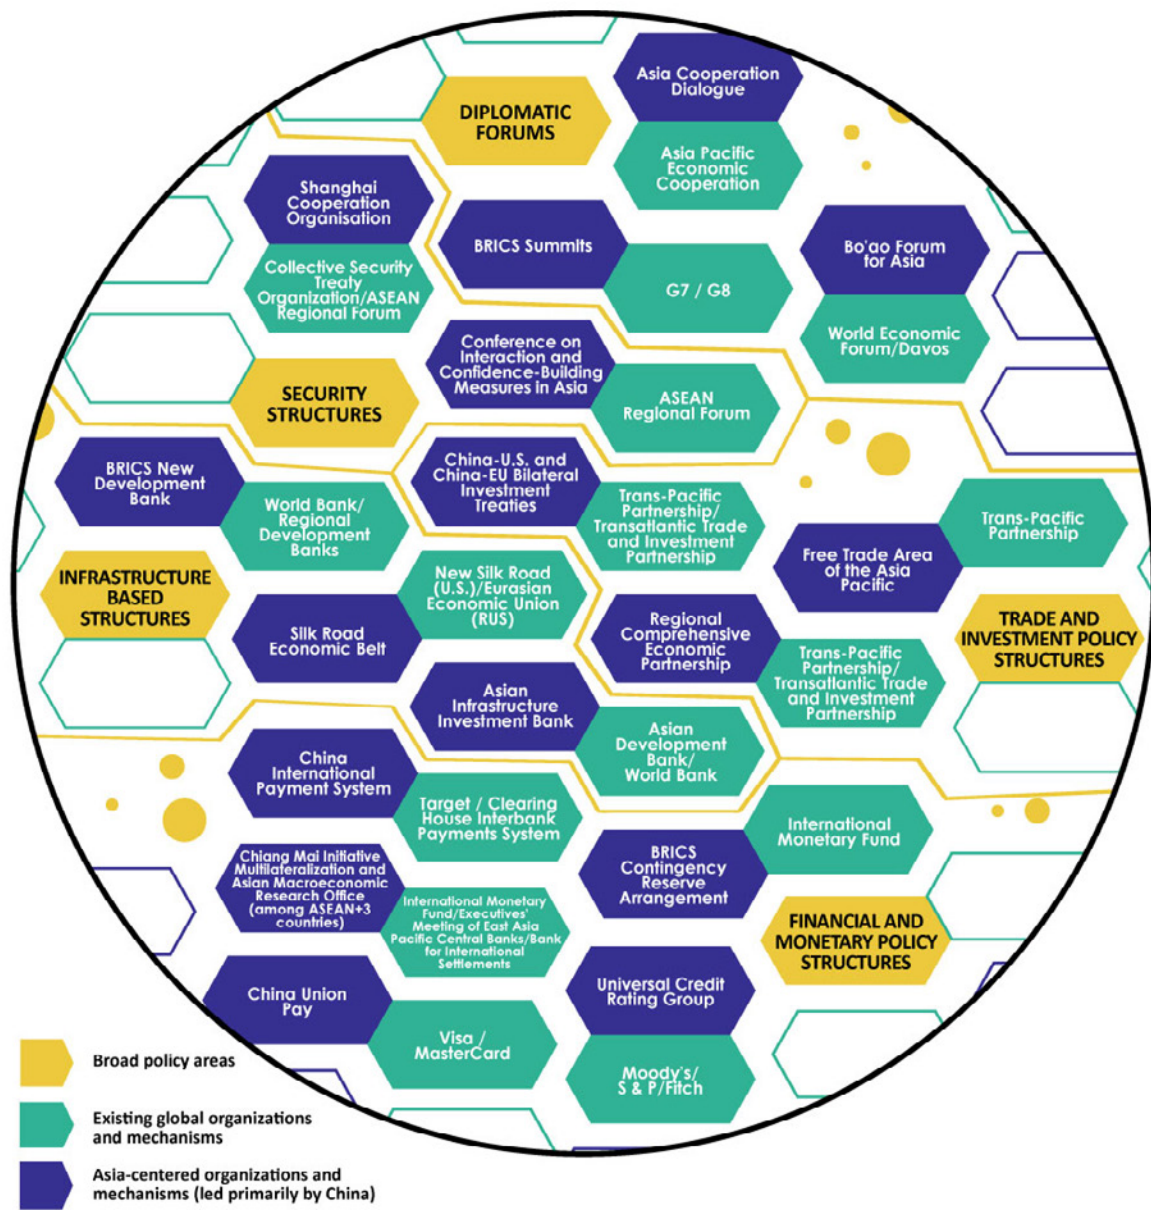 Asia Cooperation
Dialogue
DIPLOMATIC
FORUMS
Asia Pacific
Economic
Cooperation
Shanghai
Cooperation
Organisation
BRICS Summits
Bo'ao Forum
for Asia
Collective Security
Treaty
Organization/ASEAN
Regional Forum
G7 / G8
World Economic
Forum/Davos
Conference on
Interaction and
Confidence-Building
Measures in Asia
SECURITY
STRUCTURES
ASEAN
Regional Forum
BRICS New
Development
Bank
China-U.S. and
China-EU Bilateral
Investment
Treaties
World Bank/
Regional
Development
Banks
Trans-Pacific
Partnership/
Transatlantic Trade
and Investment
Partnership
Trans-Pacific
Partnership
Free Trade Area
of the Asia
Pacific
INFRASTRUCTURE
BASED
STRUCTURES
New Silk Road
(U.S.)/Eurasian
Economic Union
(RUS)
Silk Road
Economic Belt
Regional
Comprehensive
Economic
Partnership
TRADE AND
INVESTMENT POLICY
STRUCTURES
Trans-Pacific
Partnership/
Transatlantic Trade
and Investment
Partnership
Asian
Infrastructure
Investment Bank
Asian
Development
Bank/
World Bank
China
International
Payment System
Target / Clearing
House Interbank
Payments System
International
Monetary Fund
BRICS
Contingency
Reserve
Arrangement
Chiang Mai Initiative
Multilateralization and
Asian Macroeconomic
Research Office
(among ASEAN+3
countries)
International Monetary
Fund/Executives'
Meeting of East Asia
Pacific Central Banks/Bank
for International
Settlements
FINANCIAL AND
MONETARY POLICY
STRUCTURES
China Union
Pay
Universal Credit
Rating Group
Visa /
MasterCard
Moody's/
S & P/Fitch
Broad policy areas
Existing global organizations
and mechanisms
Asia-centered organizations and
mechanisms (led primarily by China)